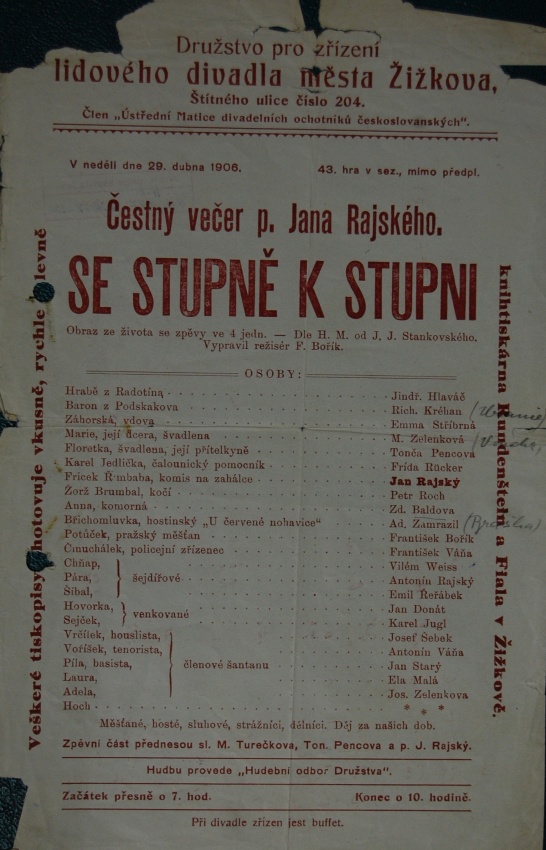 Družstvo pro zřízení
lidového divadla města Žižkova,
Štítného ulice číslo 204.
Člen „Ústřední Matice divadelních ochotníků českoslovanských“.
V neděli dne 29. dubna 1906. 43. hra v sez., mimo předpl.
Čestný večer p. Jana Rajského.
SE STUPNĚ K STUPNI
Obraz ze života se zpěvy ve 4 jedn. — Dle H. M. od J. J. Stankovského.
Vypravil režisér F. Bořík.
OSOBY:
Hrabě z Radotína Jindř. Hlaváč
Baron z Podskakova Rich. Kréhan
Záhorská, vdova Emma Stříbrná
Marie, její dcera, švadlena M. Zelenková
Floretka, švadlena, její přítelkyně Tonča Pencova
Karel Jedlička, čalounický pomocník Frída Rücker
Fricek Ř mbaba, komis na zahálce Jan Rajský
Žorž Brumbal, kočí Petr Roch
Anna, komorná Zd. Baldova
Břichomluvka, hostinský „U červené nohavice“ Ad. Zamrazil
Potůček, pražský měšťan František Bořík
Čmuchálek, policejní zřízenec František Váňa
Chňap, Vilém Weiss
Pára, } šejdířové Antonín Rajský
Šibal, Emil Řeřábek
Hovorka, } venkované Jan Donát
Sejček, Karel Jugl
Vrčílek, houslista, Josef Šebek
Voříšek, tenorista, Antonín Váňa
Píla, basista, } členové šantanu Jan Starý
Laura, Ela Malá
Adela, Jos. Zelenkova
Hoch * * *
Měšťané, hosté, sluhové, strážníci, dělníci. Děj za našich dob.
Zpěvní část přednesou sl. M. Turečkova, Ton. Pencova a p. J. Rajský.
Hudbu provede „Hudební odbor Družstva“.
Začátek přesně o 7. hod. Konec o 10. hodině.
Při divadle zřízen jest buffet.
Veškeré tiskopisy hotovuje vkusně, rychle levně
knihtiskárna Rundenštein a Fiala v Žižkově.